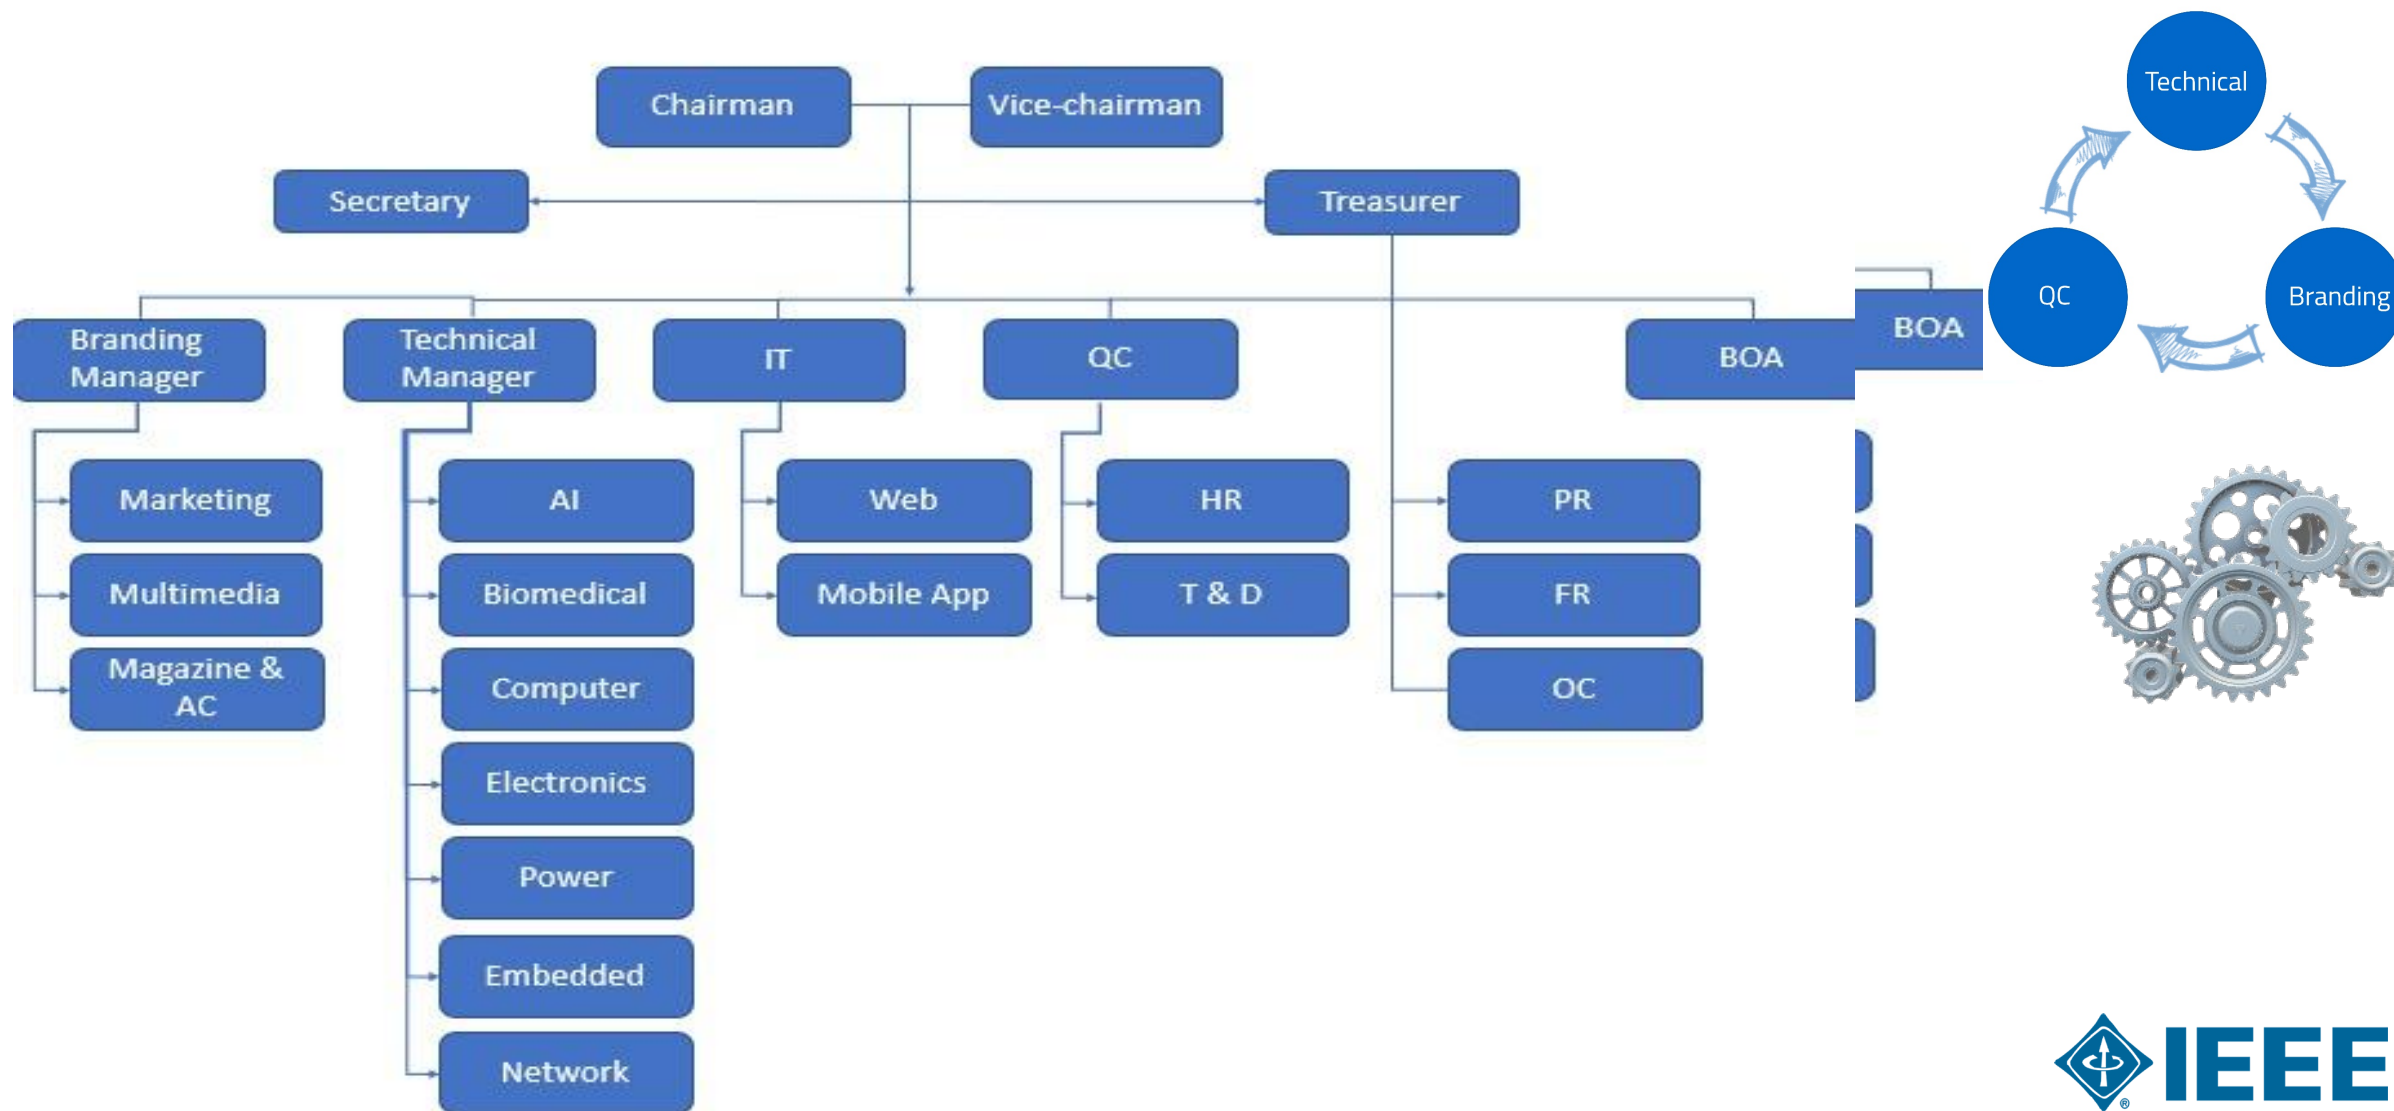 Chairman
Vice-chairman
Secretary
Treasurer
Branding
Manager
Technical
Manager
IT
QC
BOA
BOA
Marketing
Multimedia
Magazine &
AC
AI
Biomedical
Computer
Electronics
Power
Embedded
Network
Web
Mobile App
HR
T & D
PR
FR
OC
Technical
QC
Branding
IEEE
®